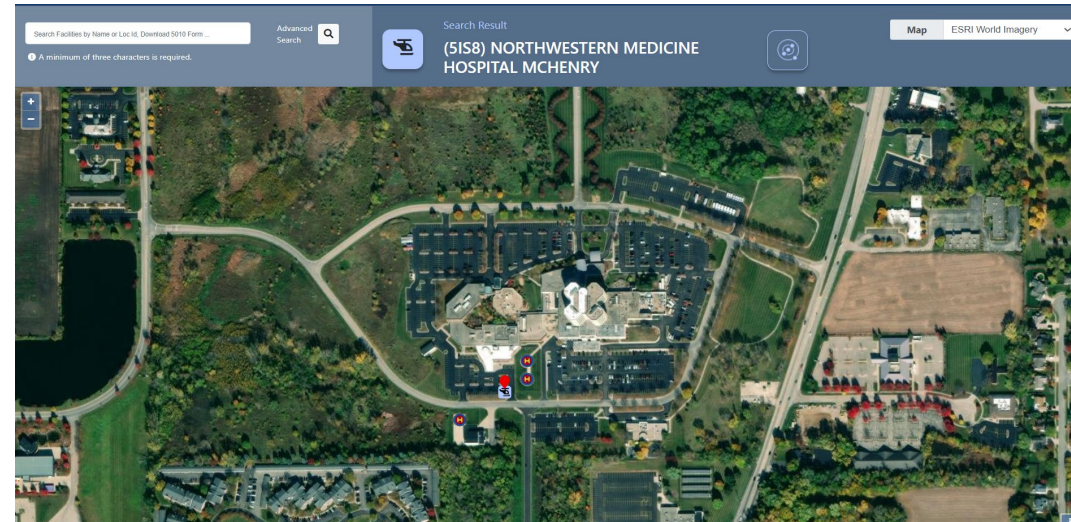 Search Facilities by Name or Loc Id, Download 5010 Form ...
Advanced
Search
A minimum of three characters is required.
Search Result
(5IS8) NORTHWESTERN MEDICINE
HOSPITAL MCHENRY
Map
ESRI World Imagery
+
−
H
H
H